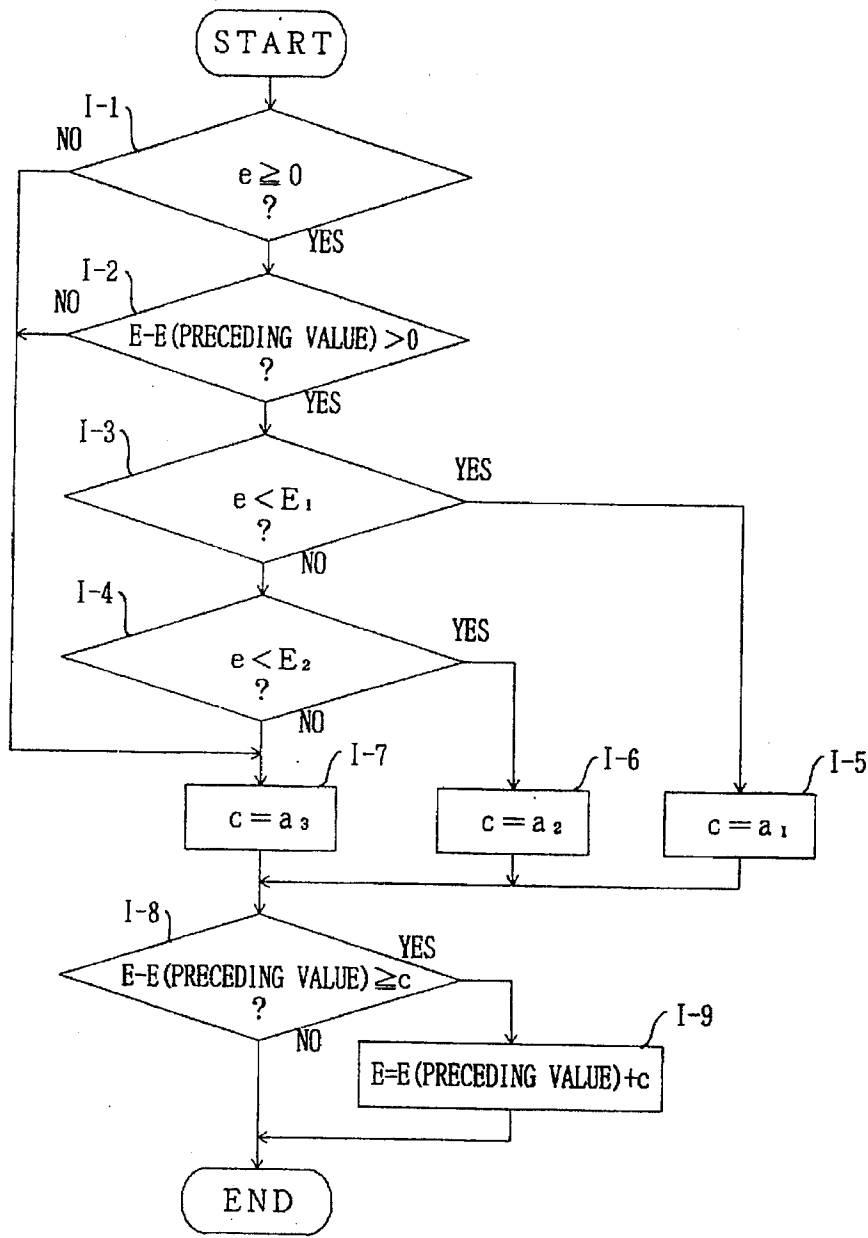 START
I-1
NO
e≧0
?
YES
I-2
NO
E-E(PRECEDING VALUE)>0
?
YES
I-3
YES
e<E₁
?
NO
I-4
YES
e<E₂
?
NO
I-7
I-6
I-5
c=a₃
c=a₂
c=a₁
I-8
YES
E-E(PRECEDING VALUE)≧c
?
NO
I-9
E=E(PRECEDING VALUE)+c
END